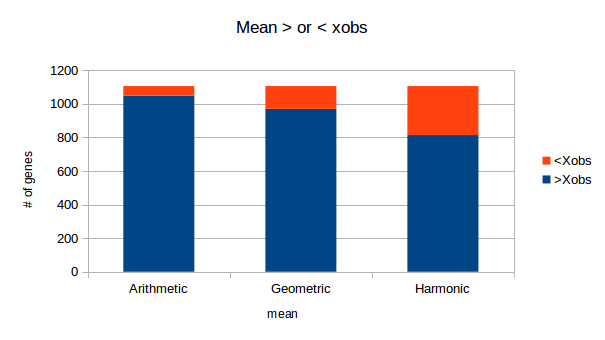 Mean > or < xobs
1200
1000
800
600
400
200
0
# of genes
Arithmetic
Geometric
Harmonic
mean
<Xobs
>Xobs